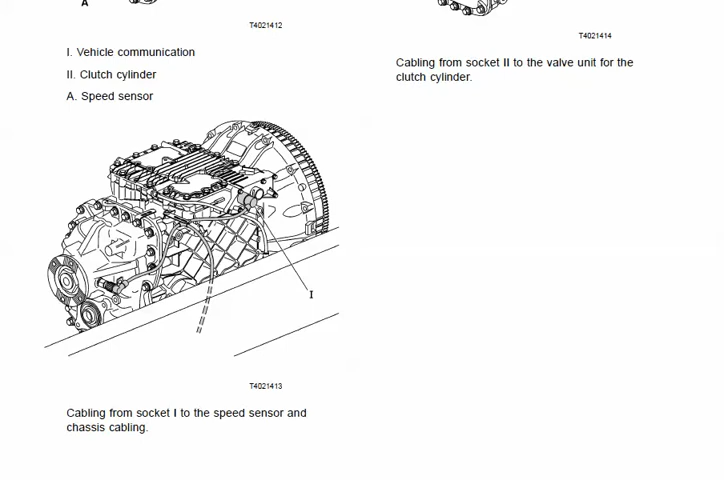 A
T4021412
I. Vehicle communication
II. Clutch cylinder
A. Speed sensor
I
T4021413
Cabling from socket I to the speed sensor and
chassis cabling.
T4021414
Cabling from socket II to the valve unit for the
clutch cylinder.